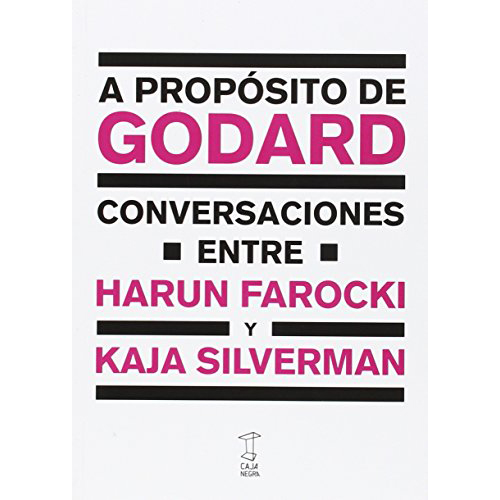 A PROPÓSITO DE
GODARD
CONVERSACIONES
ENTRE
HARUN FAROCKI
Y
KAJA SILVERMAN
CAJA
NEGRA